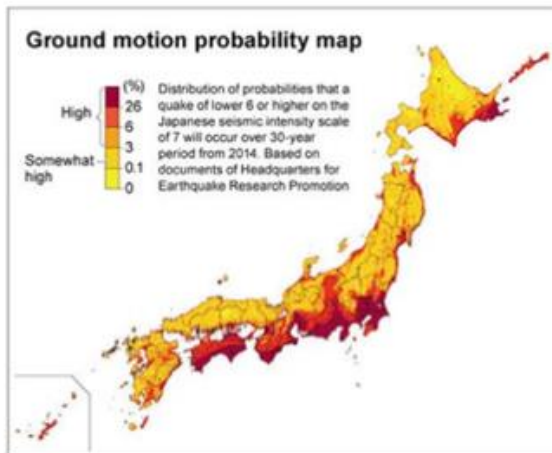 Ground motion probability map
(%)
High
26
6
3
Somewhat
high
0.1
0
Distribution of probabilities that a
quake of lower 6 or higher on the
Japanese seismic intensity scale
of 7 will occur over 30-year
period from 2014. Based on
documents of Headquarters for
Earthquake Research Promotion